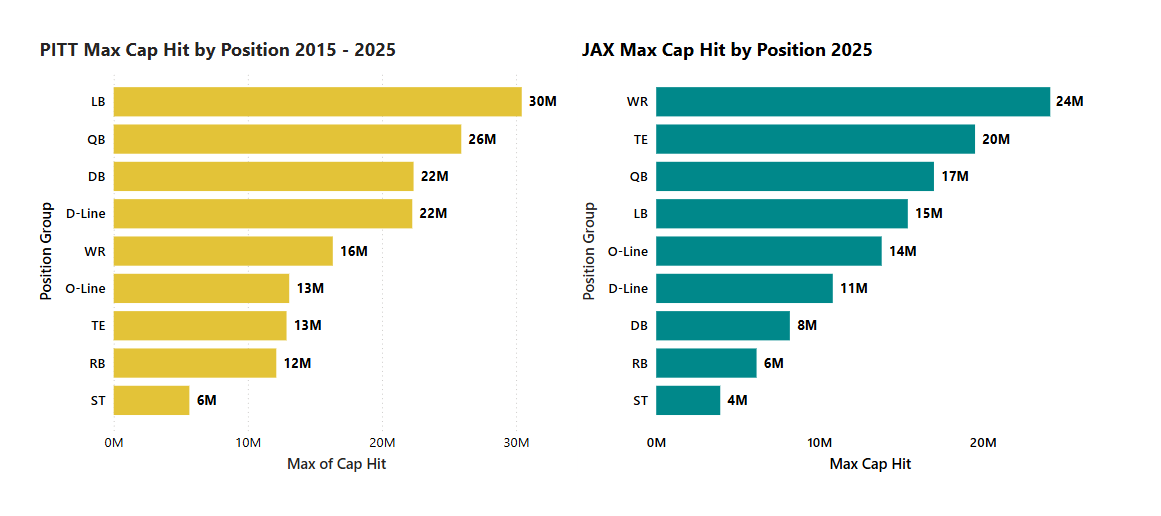 PITT Max Cap Hit by Position 2015 - 2025
Position Group
LB
30M
QB
26M
DB
22M
D-Line
22M
WR
16M
O-Line
13M
TE
13M
RB
12M
ST
6M
0M 10M 20M 30M
Max of Cap Hit
JAX Max Cap Hit by Position 2025
Position Group
WR
24M
TE
20M
QB
17M
LB
15M
O-Line
14M
D-Line
11M
DB
8M
RB
6M
ST
4M
0M 10M 20M
Max Cap Hit